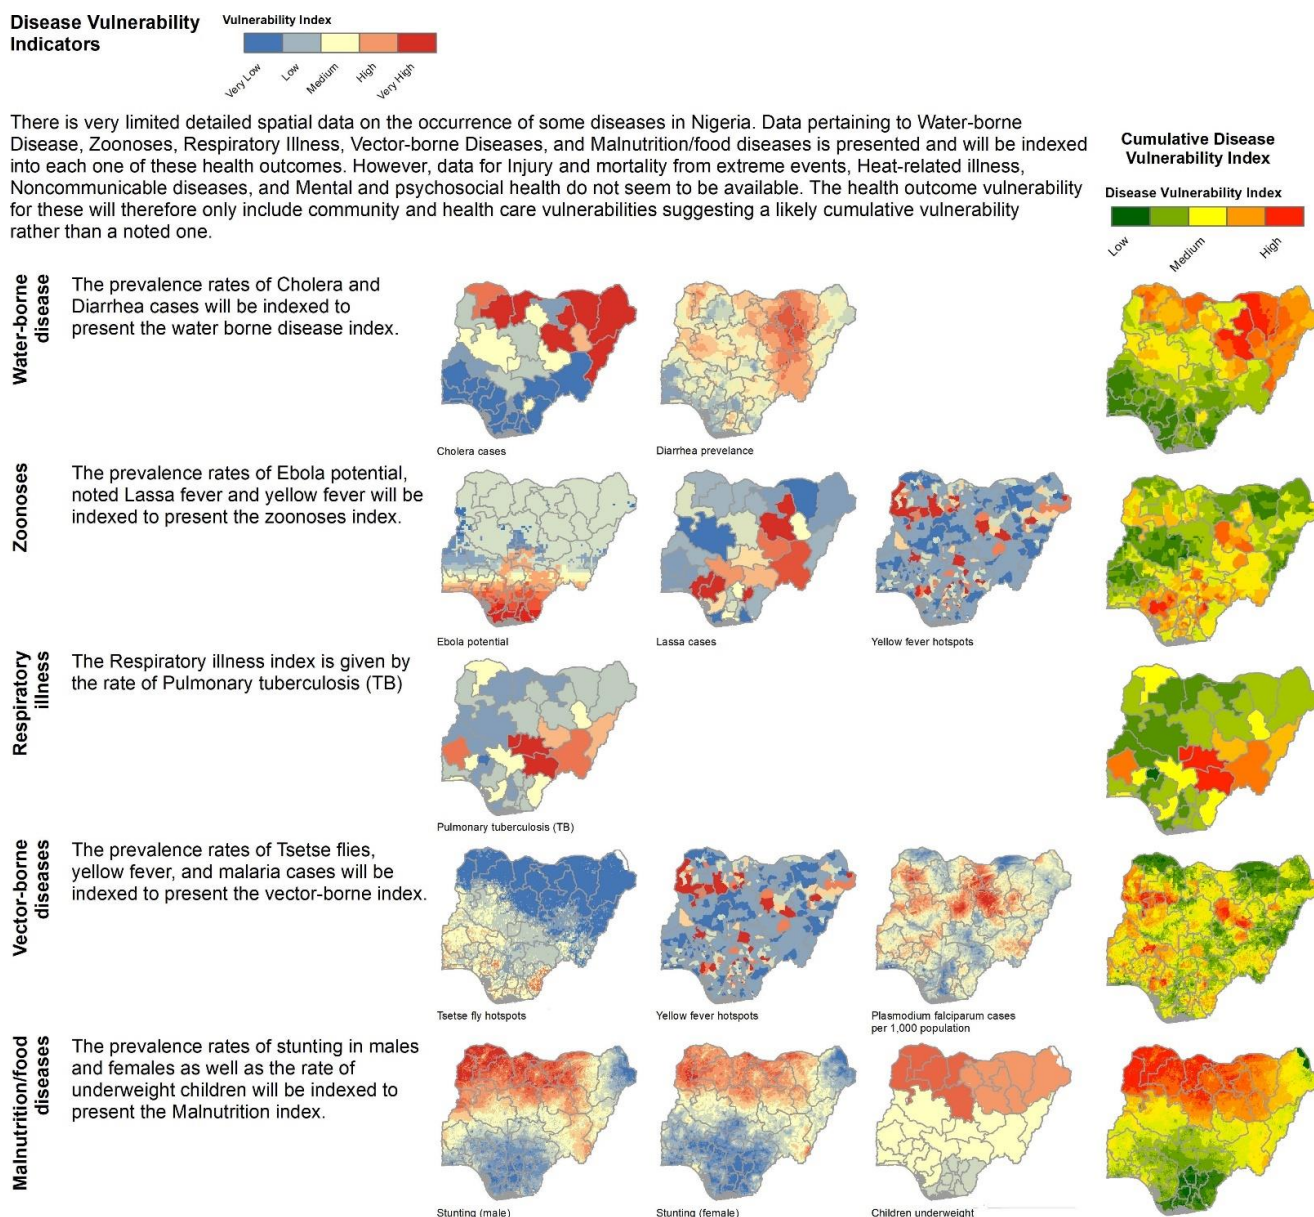 Disease Vulnerability
Indicators
Vulnerability Index
Very Low
Low
Medium
High
Very High
There is very limited detailed spatial data on the occurrence of some diseases in Nigeria. Data pertaining to Water-borne
Disease, Zoonoses, Respiratory Illness, Vector-borne Diseases, and Malnutrition/food diseases is presented and will be indexed
into each one of these health outcomes. However, data for Injury and mortality from extreme events, Heat-related illness,
Noncommunicable diseases, and Mental and psychosocial health do not seem to be available. The health outcome vulnerability
for these will therefore only include community and health care vulnerabilities suggesting a likely cumulative vulnerability
rather than a noted one.
Cumulative Disease
Vulnerability Index
Disease Vulnerability Index
Low
Medium
High
Water-borne
disease
The prevalence rates of Cholera and
Diarrhea cases will be indexed to
present the water borne disease index.
Cholera cases
Diarrhea prevelance
Zoonoses
The prevalence rates of Ebola potential,
noted Lassa fever and yellow fever will be
indexed to present the zoonoses index.
Ebola potential
Lassa cases
Yellow fever hotspots
Respiratory
illness
The Respiratory illness index is given by
the rate of Pulmonary tuberculosis (TB)
Pulmonary tuberculosis (TB)
Vector-borne
diseases
The prevalence rates of Tsetse flies,
yellow fever, and malaria cases will be
indexed to present the vector-borne index.
Tsetse fly hotspots
Yellow fever hotspots
Plasmodium falciparum cases
per 1,000 population
Malnutrition/food
diseases
The prevalence rates of stunting in males
and females as well as the rate of
underweight children will be indexed to
present the Malnutrition index.
Stunting (male)
Stunting (female)
Children underweight